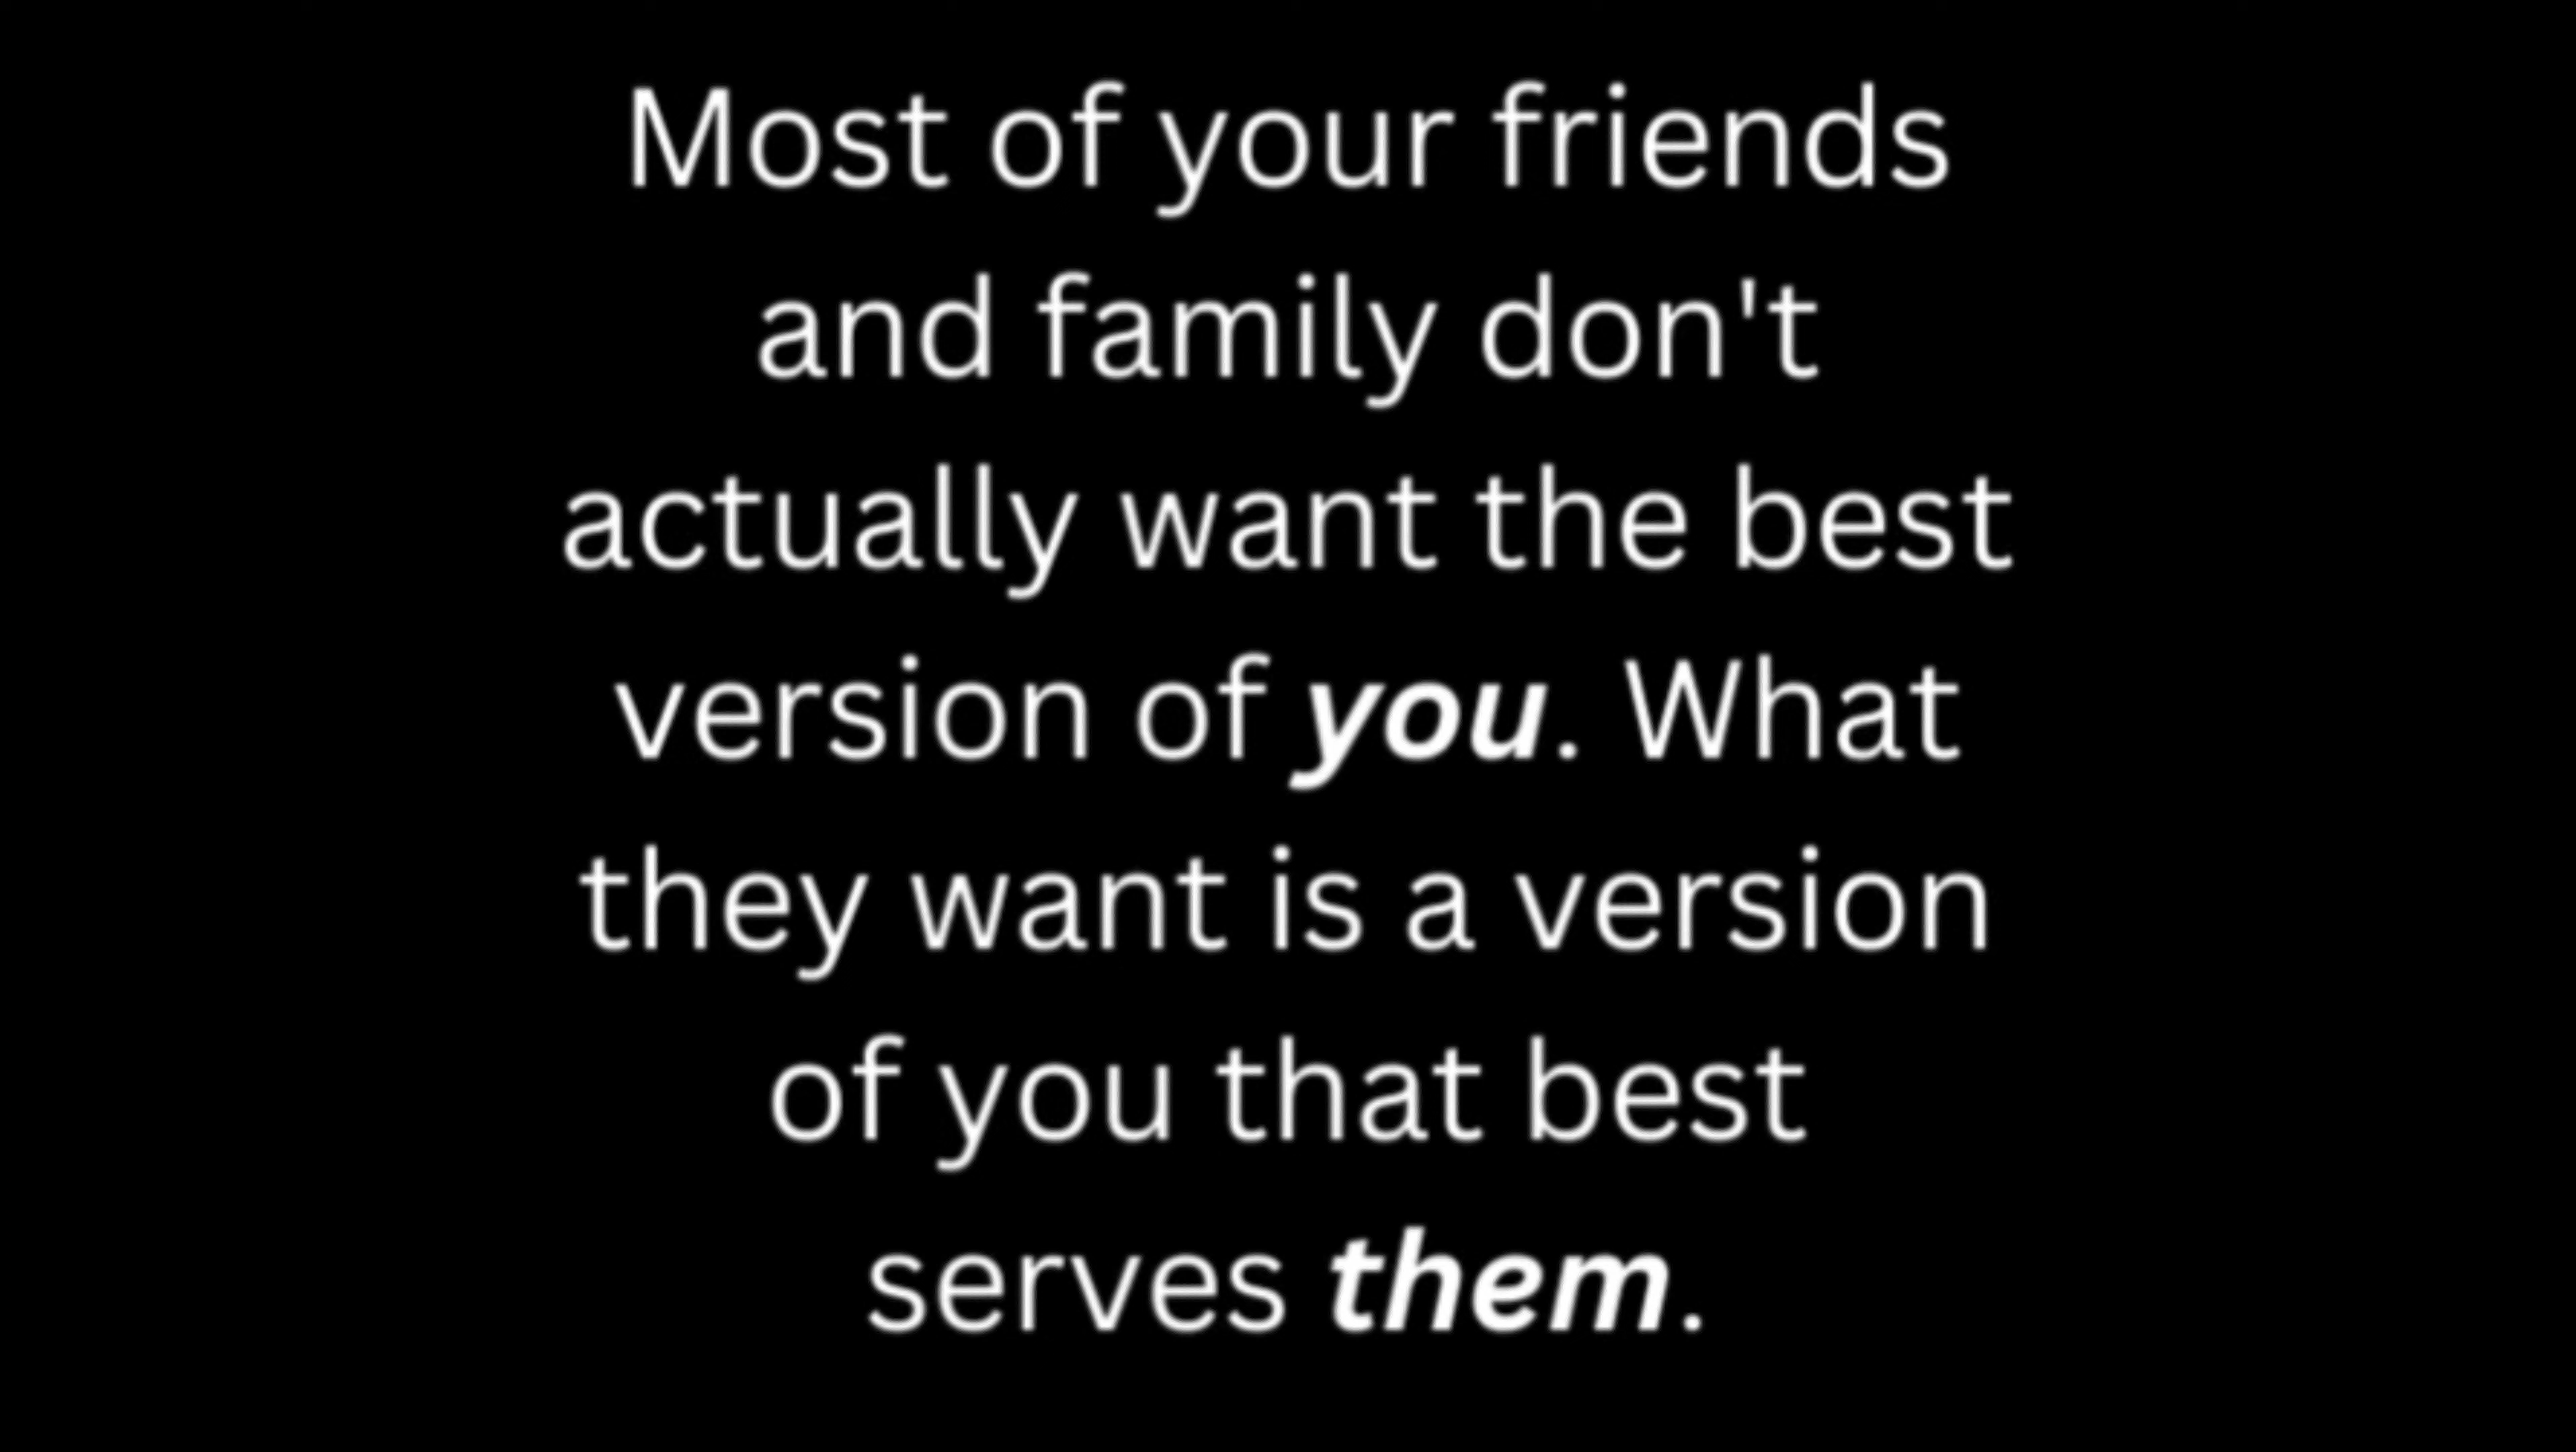 Most of your friends
and family don't
actually want the best
version of you. What
they want is a version
of you that best
serves them.